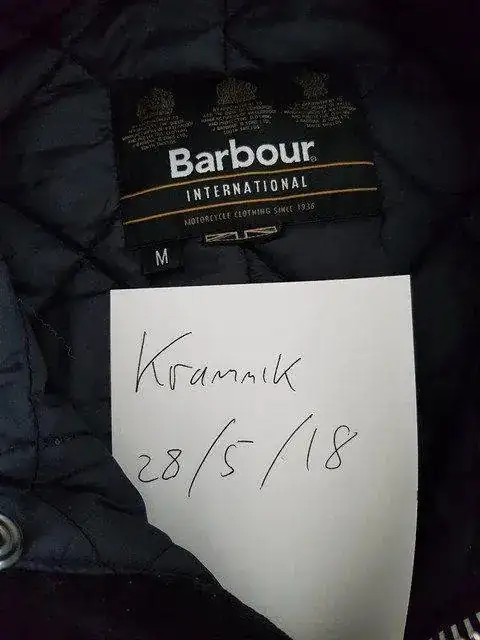 Barbour
INTERNATIONAL
MOTORCYCLE CLOTHING SINCE 1936
M
Kramnik
28/5/18